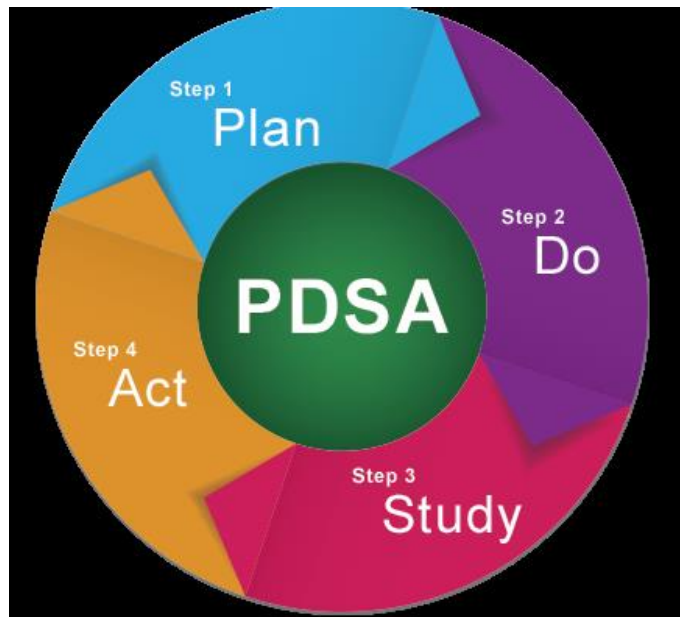 Step 1
Plan
Step 2
Do
PDSA
Step 4
Act
Step 3
Study